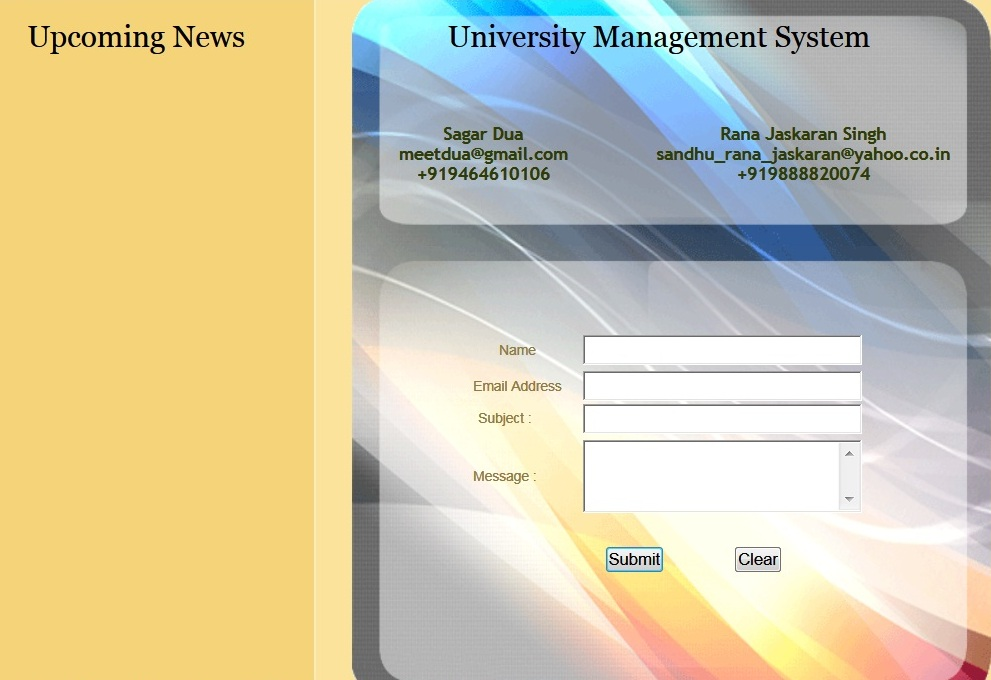 Upcoming News
University Management System
Sagar Dua
meetdua@gmail.com
+919464610106
Rana Jaskaran Singh
sandhu_rana_jaskaran@yahoo.co.in
+919888820074
Name
Email Address
Subject :
Message :
Submit
Clear